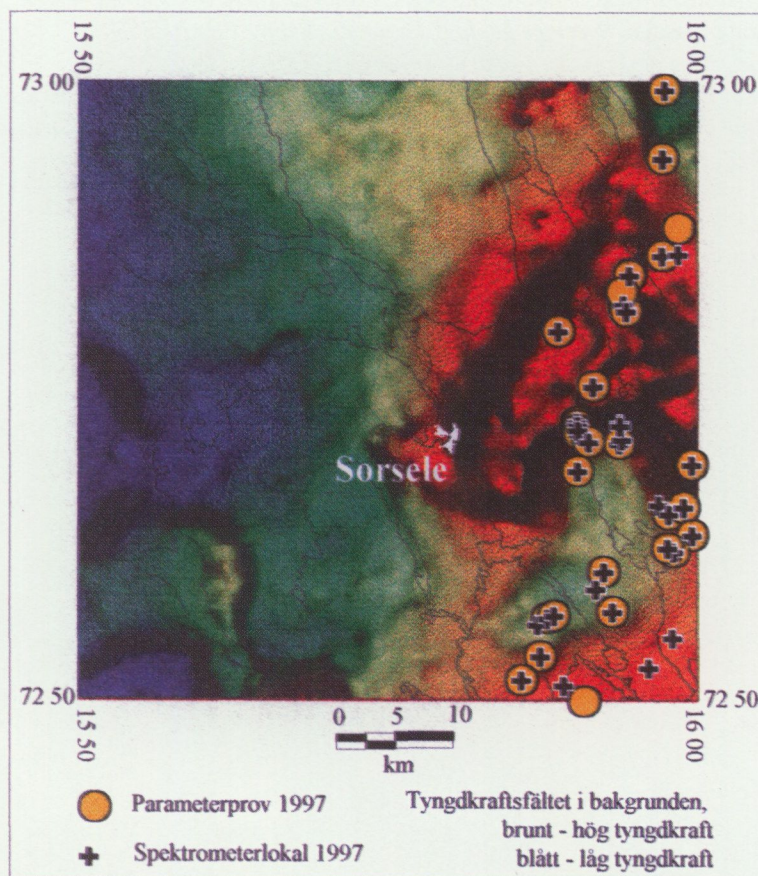 15 50
16 00
73 00
73 00
Sorsele
72 50
72 50
15 50
16 00
0 5 10
km
Parameterprov 1997
Spektrometerlokal 1997
Tyngdkraftsfältet i bakgrunden,
brunt - hög tyngdkraft
blått - låg tyngdkraft